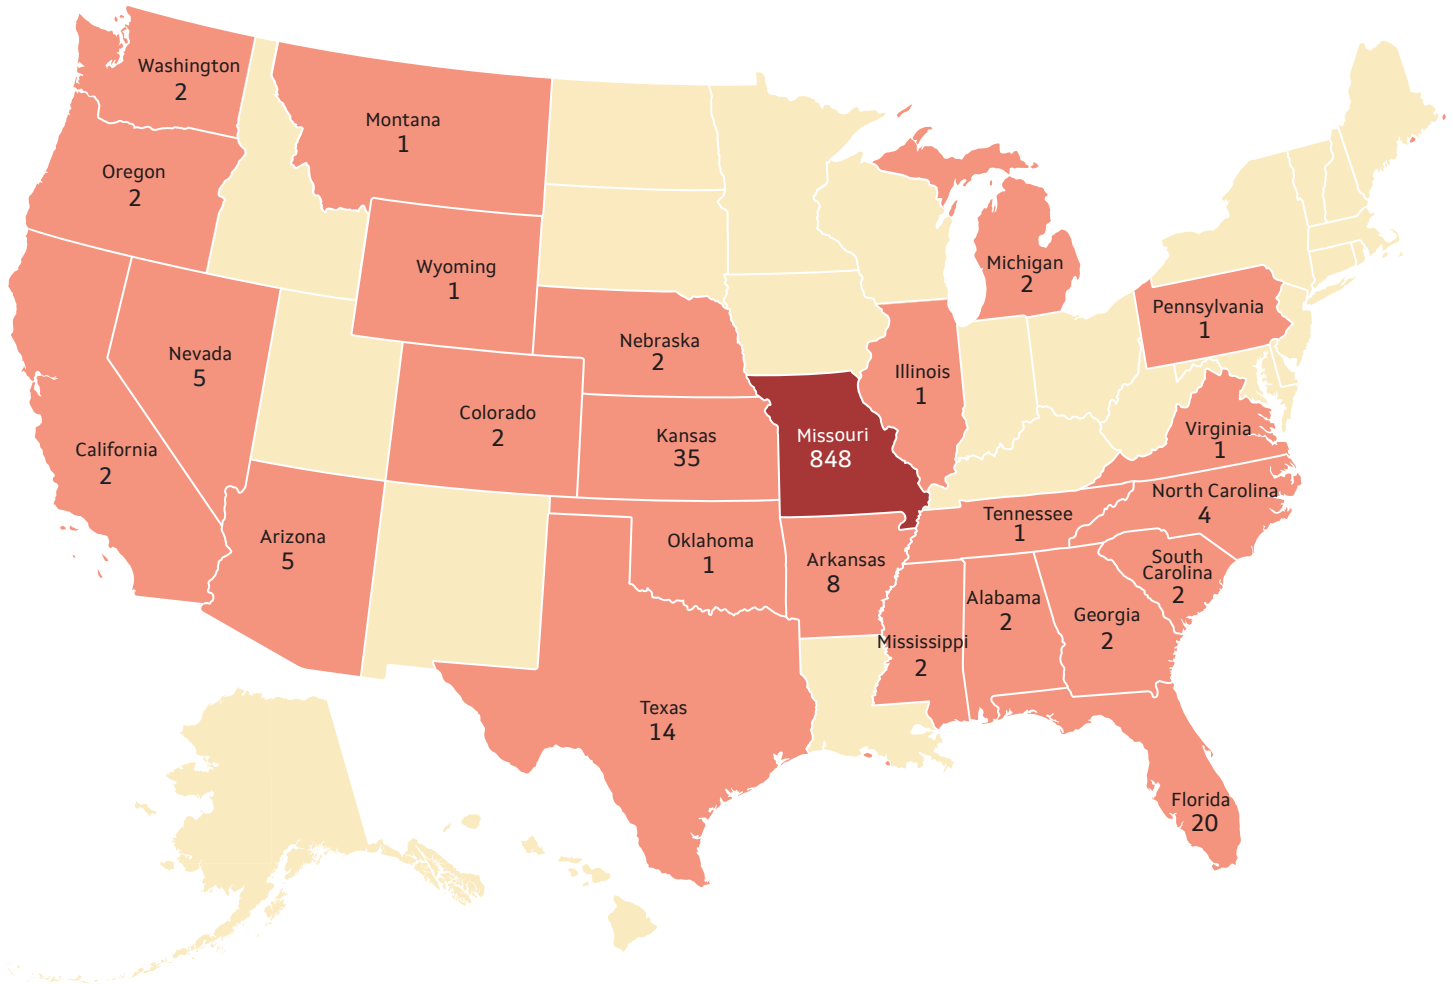 Washington
2
Montana
1
Oregon
2
Wyoming
1
Michigan
2
Pennsylvania
1
Nevada
5
Nebraska
2
Illinois
1
Colorado
2
Kansas
35
Missouri
848
Virginia
1
California
2
North Carolina
4
Tennessee
1
Arizona
5
Oklahoma
1
Arkansas
8
South
Carolina
2
Alabama
2
Georgia
2
Mississippi
2
Texas
14
Florida
20